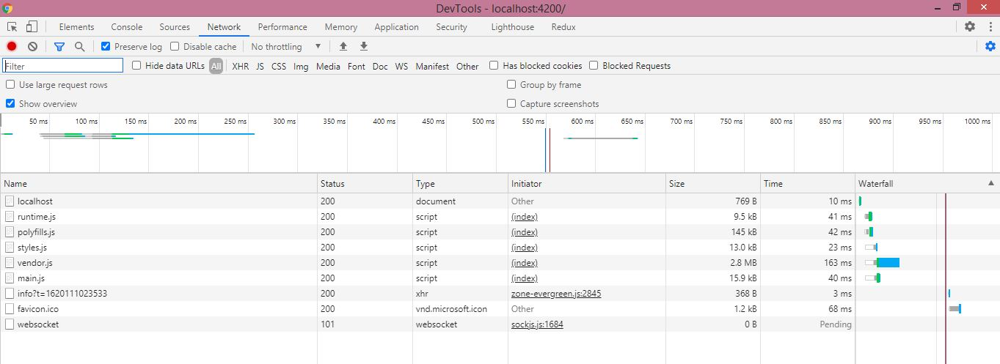 DevTools - localhost:4200/
Elements Console Sources Network Performance Memory Application Security Lighthouse Redux
Preserve log Disable cache No throttling
Filter Hide data URLs All XHR JS CSS Img Media Font Doc WS Manifest Other Has blocked cookies Blocked Requests
Use large request rows Group by frame
Show overview Capture screenshots
50 ms 100 ms 150 ms 200 ms 250 ms 300 ms 350 ms 400 ms 450 ms 500 ms 550 ms 600 ms 650 ms 700 ms 750 ms 800 ms 850 ms 900 ms 950 ms 1000 ms
Name Status Type Initiator Size Time Waterfall
localhost 200 document Other 769 B 10 ms
runtime.js 200 script (index) 9.5 kB 41 ms
polyfills.js 200 script (index) 145 kB 42 ms
styles.js 200 script (index) 13.0 kB 23 ms
vendor.js 200 script (index) 2.8 MB 163 ms
main.js 200 script (index) 15.9 kB 40 ms
info?t=1620111023533 200 xhr zone-evergreen.js:2845 368 B 3 ms
favicon.ico 200 vnd.microsoft.icon Other 1.2 kB 68 ms
websocket 101 websocket sockjs.js:1684 0 B Pending